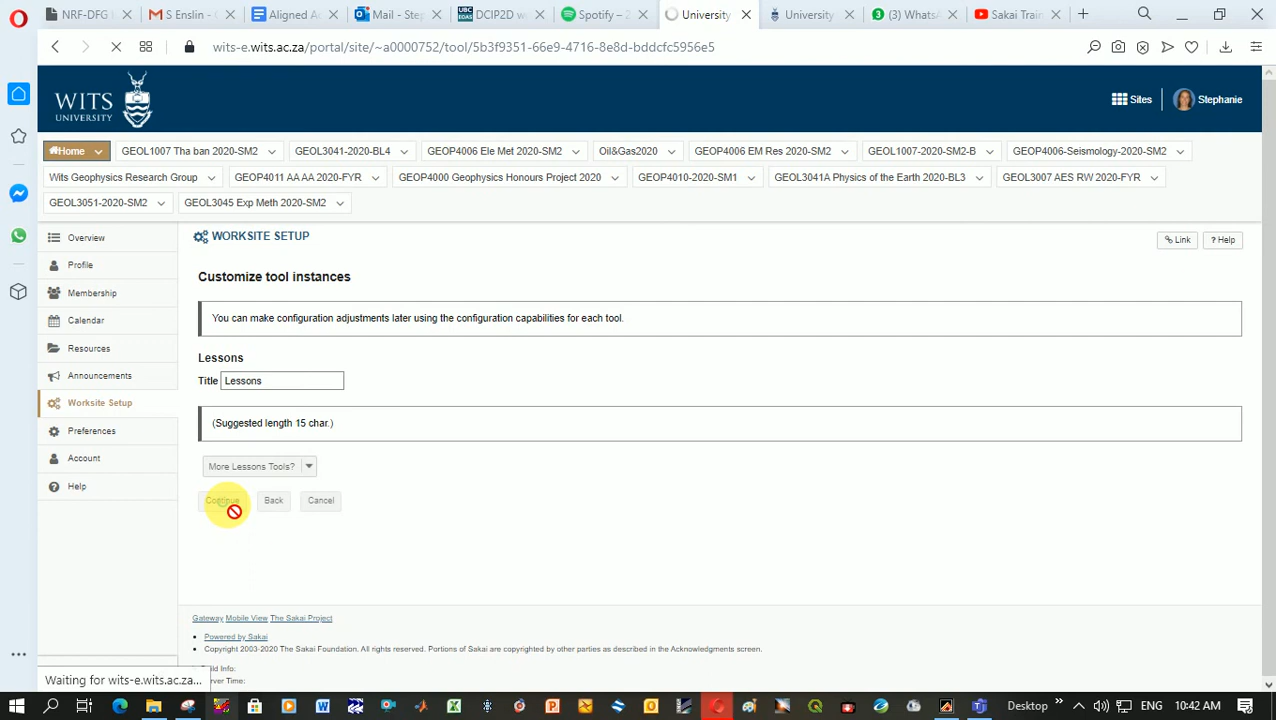 NRF-DFG
S Enslin -
Aligned A
Mail - Step
DCIP2D w
Spotify – 2
University
University
(3) WhatsA
Sakai Train
wits-e.wits.ac.za/portal/site/~a0000752/tool/5b3f9351-66e9-4716-8e8d-bddcfc5956e5
WITS
UNIVERSITY
Sites
Stephanie
Home
GEOL1007 Tha ban 2020-SM2
GEOL3041-2020-BL4
GEOP4006 Ele Met 2020-SM2
Oil&Gas2020
GEOP4006 EM Res 2020-SM2
GEOL1007-2020-SM2-B
GEOP4006-Seismology-2020-SM2
Wits Geophysics Research Group
GEOP4011 AA AA 2020-FYR
GEOP4000 Geophysics Honours Project 2020
GEOP4010-2020-SM1
GEOL3041A Physics of the Earth 2020-BL3
GEOL3007 AES RW 2020-FYR
GEOL3051-2020-SM2
GEOL3045 Exp Meth 2020-SM2
Overview
Profile
Membership
Calendar
Resources
Announcements
Worksite Setup
Preferences
Account
Help
WORKSITE SETUP
Link
? Help
Customize tool instances
You can make configuration adjustments later using the configuration capabilities for each tool.
Lessons
Title Lessons
(Suggested length 15 char.)
More Lessons Tools?
Continue
Back
Cancel
Gateway Mobile View The Sakai Project
Powered by Sakai
Copyright 2003-2020 The Sakai Foundation. All rights reserved. Portions of Sakai are copyrighted by other parties as described in the Acknowledgments screen.
Info:
Time:
Waiting for wits-e.wits.ac.za...
Desktop
10:42 AM